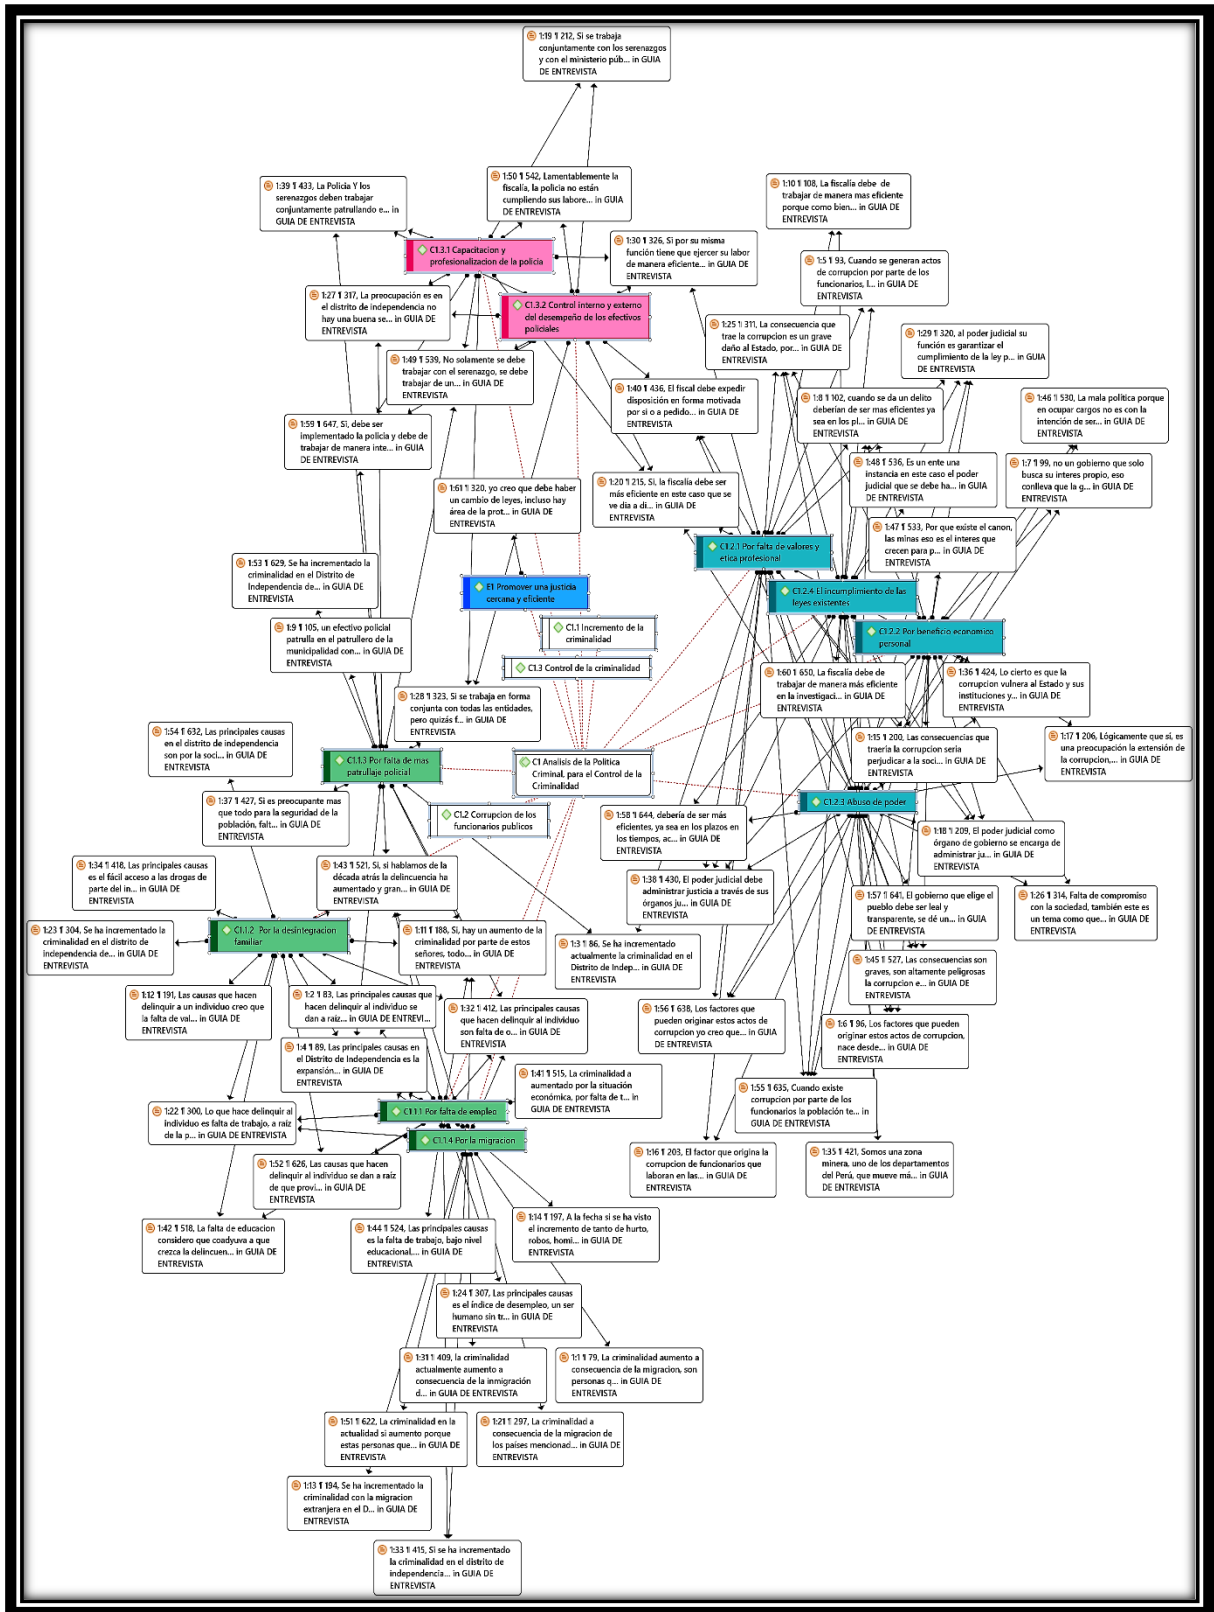 1:19 ¶ 212, Si se trabaja
conjuntamente con los serenazgos
y con el ministerio púb... in GUIA
DE ENTREVISTA
1:50 ¶ 542, Lamentablemente la
fiscalía, la policia no están
cumpliendo sus labore... in GUIA
DE ENTREVISTA
1:39 ¶ 433, La Policia Y los
serenazgos deben trabajar
conjuntamente patrullando e... in
GUIA DE ENTREVISTA
1:10 ¶ 108, La fiscalía debe de
trabajar de manera mas eficiente
porque como bien... in GUIA DE
ENTREVISTA
C1.3.1 Capacitacion y
profesionalizacion de la policia
1:30 ¶ 326, Si por su misma
función tiene que ejercer su labor
de manera eficiente... in GUIA DE
ENTREVISTA
1:5 ¶ 93, Cuando se generan actos
de corrupcion por parte de los
funcionarios, l... in GUIA DE
ENTREVISTA
1:27 ¶ 317, La preocupación es en
el distrito de independencia no
hay una buena se... in GUIA DE
ENTREVISTA
C1.3.2 Control interno y externo
del desempeño de los efectivos
policiales
1:25 ¶ 311, La consecuencia que
trae la corrupcion es un grave
daño al Estado, por... in GUIA DE
ENTREVISTA
1:29 ¶ 320, al poder judicial su
función es garantizar el
cumplimiento de la ley p... in GUIA
DE ENTREVISTA
1:49 ¶ 539, No solamente se debe
trabajar con el serenazgo, se debe
trabajar de un... in GUIA DE
ENTREVISTA
1:40 ¶ 436, El fiscal debe expedir
disposición en forma motivada
por si o a pedido... in GUIA DE
ENTREVISTA
1:8 ¶ 102, cuando se da un delito
deberían de ser mas eficientes ya
sea en los pl... in GUIA DE
ENTREVISTA
1:46 ¶ 530, La mala política porque
en ocupar cargos no es con la
intención de ser... in GUIA DE
ENTREVISTA
1:59 ¶ 647, Si, debe ser
implementado la policia y debe de
trabajar de manera inte... in GUIA
DE ENTREVISTA
1:48 ¶ 536, Es un ente una
instancia en este caso el poder
judicial que se debe ha... in GUIA
DE ENTREVISTA
1:7 ¶ 99, no un gobierno que solo
busca su interes propio, eso
conlleva que la g... in GUIA DE
ENTREVISTA
1:61 ¶ 320, yo creo que debe haber
un cambio de leyes, incluso hay
área de la prot... in GUIA DE
ENTREVISTA
1:20 ¶ 215, Si, la fiscalía debe ser
más eficiente en este caso que se
ve dia a di... in GUIA DE
ENTREVISTA
1:47 ¶ 533, Por que existe el canon,
las minas eso es el interes que
crecen para p... in GUIA DE
ENTREVISTA
C1.2.1 Por falta de valores y
etica profesional
1:53 ¶ 629, Se ha incrementado la
criminalidad en el Distrito de
Independencia de... in GUIA DE
ENTREVISTA
E1 Promover una justicia
cercana y eficiente
C1.2.4 El incumplimiento de las
leyes existentes
1:9 ¶ 105, un efectivo policial
patrulla en el patrullero de la
municipalidad con... in GUIA DE
ENTREVISTA
C1.1 Incremento de la
criminalidad
C1.2.2 Por beneficio economico
personal
C1.3 Control de la criminalidad
1:60 ¶ 650, La fiscalía debe de
trabajar de manera más eficiente
en la investigaci... in GUIA DE
ENTREVISTA
1:36 ¶ 424, Lo cierto es que la
corrupcion vulnera al Estado y sus
instituciones y... in GUIA DE
ENTREVISTA
1:28 ¶ 323, Si se trabaja en forma
conjunta con todas las entidades,
pero quizás f... in GUIA DE
ENTREVISTA
1:54 ¶ 632, Las principales causas
en el distrito de independencia
son por la soci... in GUIA DE
ENTREVISTA
1:15 ¶ 200, Las consecuencias que
traería la corrupcion seria
perjudicar a la soci... in GUIA DE
ENTREVISTA
1:17 ¶ 206, Lógicamente que si, es
una preocupación la extensión de
la corrupcion,... in GUIA DE
ENTREVISTA
C1.1.3 Por falta de mas
patrullaje policial
C1 Analisis de la Politica
Criminal, para el Control de la
Criminalidad
C1.2.3 Abuso de poder
1:37 ¶ 427, Si es preocupante mas
que todo para la seguridad de la
población, falt... in GUIA DE
ENTREVISTA
C1.2 Corrupcion de los
funcionarios publicos
1:58 ¶ 644, debería de ser más
eficientes, ya sea en los plazos en
los tiempos, ac... in GUIA DE
ENTREVISTA
1:18 ¶ 209, El poder judicial como
órgano de gobierno se encarga de
administrar ju... in GUIA DE
ENTREVISTA
1:34 ¶ 418, Las principales causas
es el fácil acceso a las drogas de
parte del in... in GUIA DE
ENTREVISTA
1:43 ¶ 521, Si, si hablamos de la
década atrás la delincuencia ha
aumentado y gran... in GUIA DE
ENTREVISTA
1:38 ¶ 430, El poder judicial debe
administrar justicia a través de sus
órganos ju... in GUIA DE
ENTREVISTA
1:57 ¶ 641, El gobierno que elige el
pueblo debe ser leal y
transparente, se dé un... in GUIA
DE ENTREVISTA
1:26 ¶ 314, Falta de compromiso
con la sociedad, también este es
un tema como que... in GUIA DE
ENTREVISTA
1:23 ¶ 304, Se ha incrementado la
criminalidad en el distrito de
independencia de... in GUIA DE
ENTREVISTA
C1.1.2 Por la desintegracion
familiar
1:11 ¶ 188, Si, hay un aumento de la
criminalidad por parte de estos
señores, todo... in GUIA DE
ENTREVISTA
1:3 ¶ 86, Se ha incrementado
actualmente la criminalidad en el
Distrito de Indep... in GUIA DE
ENTREVISTA
1:45 ¶ 527, Las consecuencias son
graves, son altamente peligrosas
la corrupcion e... in GUIA DE
ENTREVISTA
1:12 ¶ 191, Las causas que hacen
delinquir a un individuo creo que
la falta de val... in GUIA DE
ENTREVISTA
1:2 ¶ 83, Las principales causas que
hacen delinquir al individuo se
dan a raiz... in GUIA DE ENTREVI...
1:32 ¶ 412, Las principales causas
que hacen delinquir al individuo
son falta de o... in GUIA DE
ENTREVISTA
1:56 ¶ 638, Los factores que
pueden originar estos actos de
corrupcion yo creo que... in GUIA
DE ENTREVISTA
1:6 ¶ 96, Los factores que pueden
originar estos actos de corrupcion,
nace desde... in GUIA DE
ENTREVISTA
1:4 ¶ 89, Las principales causas en
el Distrito de Independencia es la
expansión... in GUIA DE
ENTREVISTA
1:41 ¶ 515, La criminalidad a
aumentado por la situación
económica, por falta de t... in
GUIA DE ENTREVISTA
1:55 ¶ 635, Cuando existe
corrupcion por parte de los
funcionarios la población te... in
GUIA DE ENTREVISTA
1:22 ¶ 300, Lo que hace delinquir al
individuo es falta de trabajo, a raiz
de la p... in GUIA DE ENTREVISTA
C1.1.1 Por falta de empleo
C1.1.4 Por la migracion
1:16 ¶ 203, El factor que origina la
corrupcion de funcionarios que
laboran en las... in GUIA DE
ENTREVISTA
1:35 ¶ 421, Somos una zona
minera, uno de los departamentos
del Perú, que mueve má... in GUIA
DE ENTREVISTA
1:52 ¶ 626, Las causas que hacen
delinquir al individuo se dan a raiz
de que provi... in GUIA DE
ENTREVISTA
1:42 ¶ 518, La falta de educacion
considero que coadyuva a que
crezca la delincuen... in GUIA DE
ENTREVISTA
1:44 ¶ 524, Las principales causas
es la falta de trabajo, bajo nivel
educacional,... in GUIA DE
ENTREVISTA
1:14 ¶ 197, A la fecha si se ha visto
el incremento de tanto de hurto,
robos, homi... in GUIA DE
ENTREVISTA
1:24 ¶ 307, Las principales causas
es el índice de desempleo, un ser
humano sin tr... in GUIA DE
ENTREVISTA
1:31 ¶ 409, la criminalidad
actualmente aumento a
consecuencia de la inmigración
d... in GUIA DE ENTREVISTA
1:1 ¶ 79, La criminalidad aumento a
consecuencia de la migracion, son
personas q... in GUIA DE
ENTREVISTA
1:51 ¶ 622, La criminalidad en la
actualidad si aumento porque
estas personas que... in GUIA DE
ENTREVISTA
1:21 ¶ 297, La criminalidad a
consecuencia de la migracion de
los países mencionad... in GUIA DE
ENTREVISTA
1:13 ¶ 194, Se ha incrementado la
criminalidad con la migracion
extranjera en el D... in GUIA DE
ENTREVISTA
1:33 ¶ 415, Si se ha incrementado
la criminalidad en el distrito de
independencia... in GUIA DE
ENTREVISTA